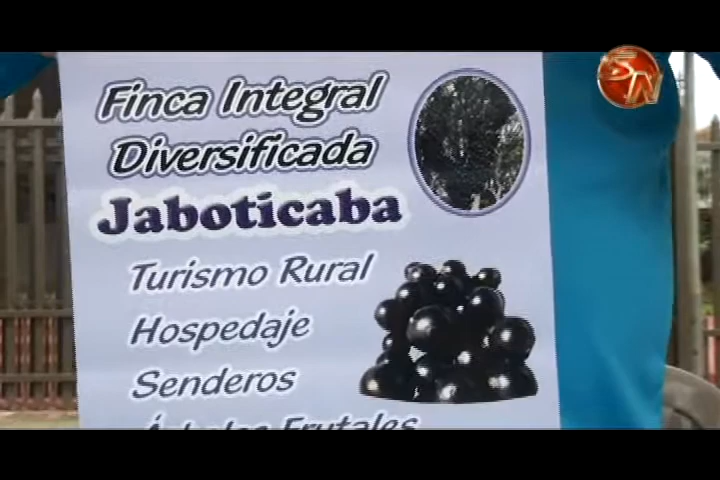 Finca Integral
Diversificada
Jaboticaba
Turismo Rural
Hospedaje
Senderos
Árboles Frutales